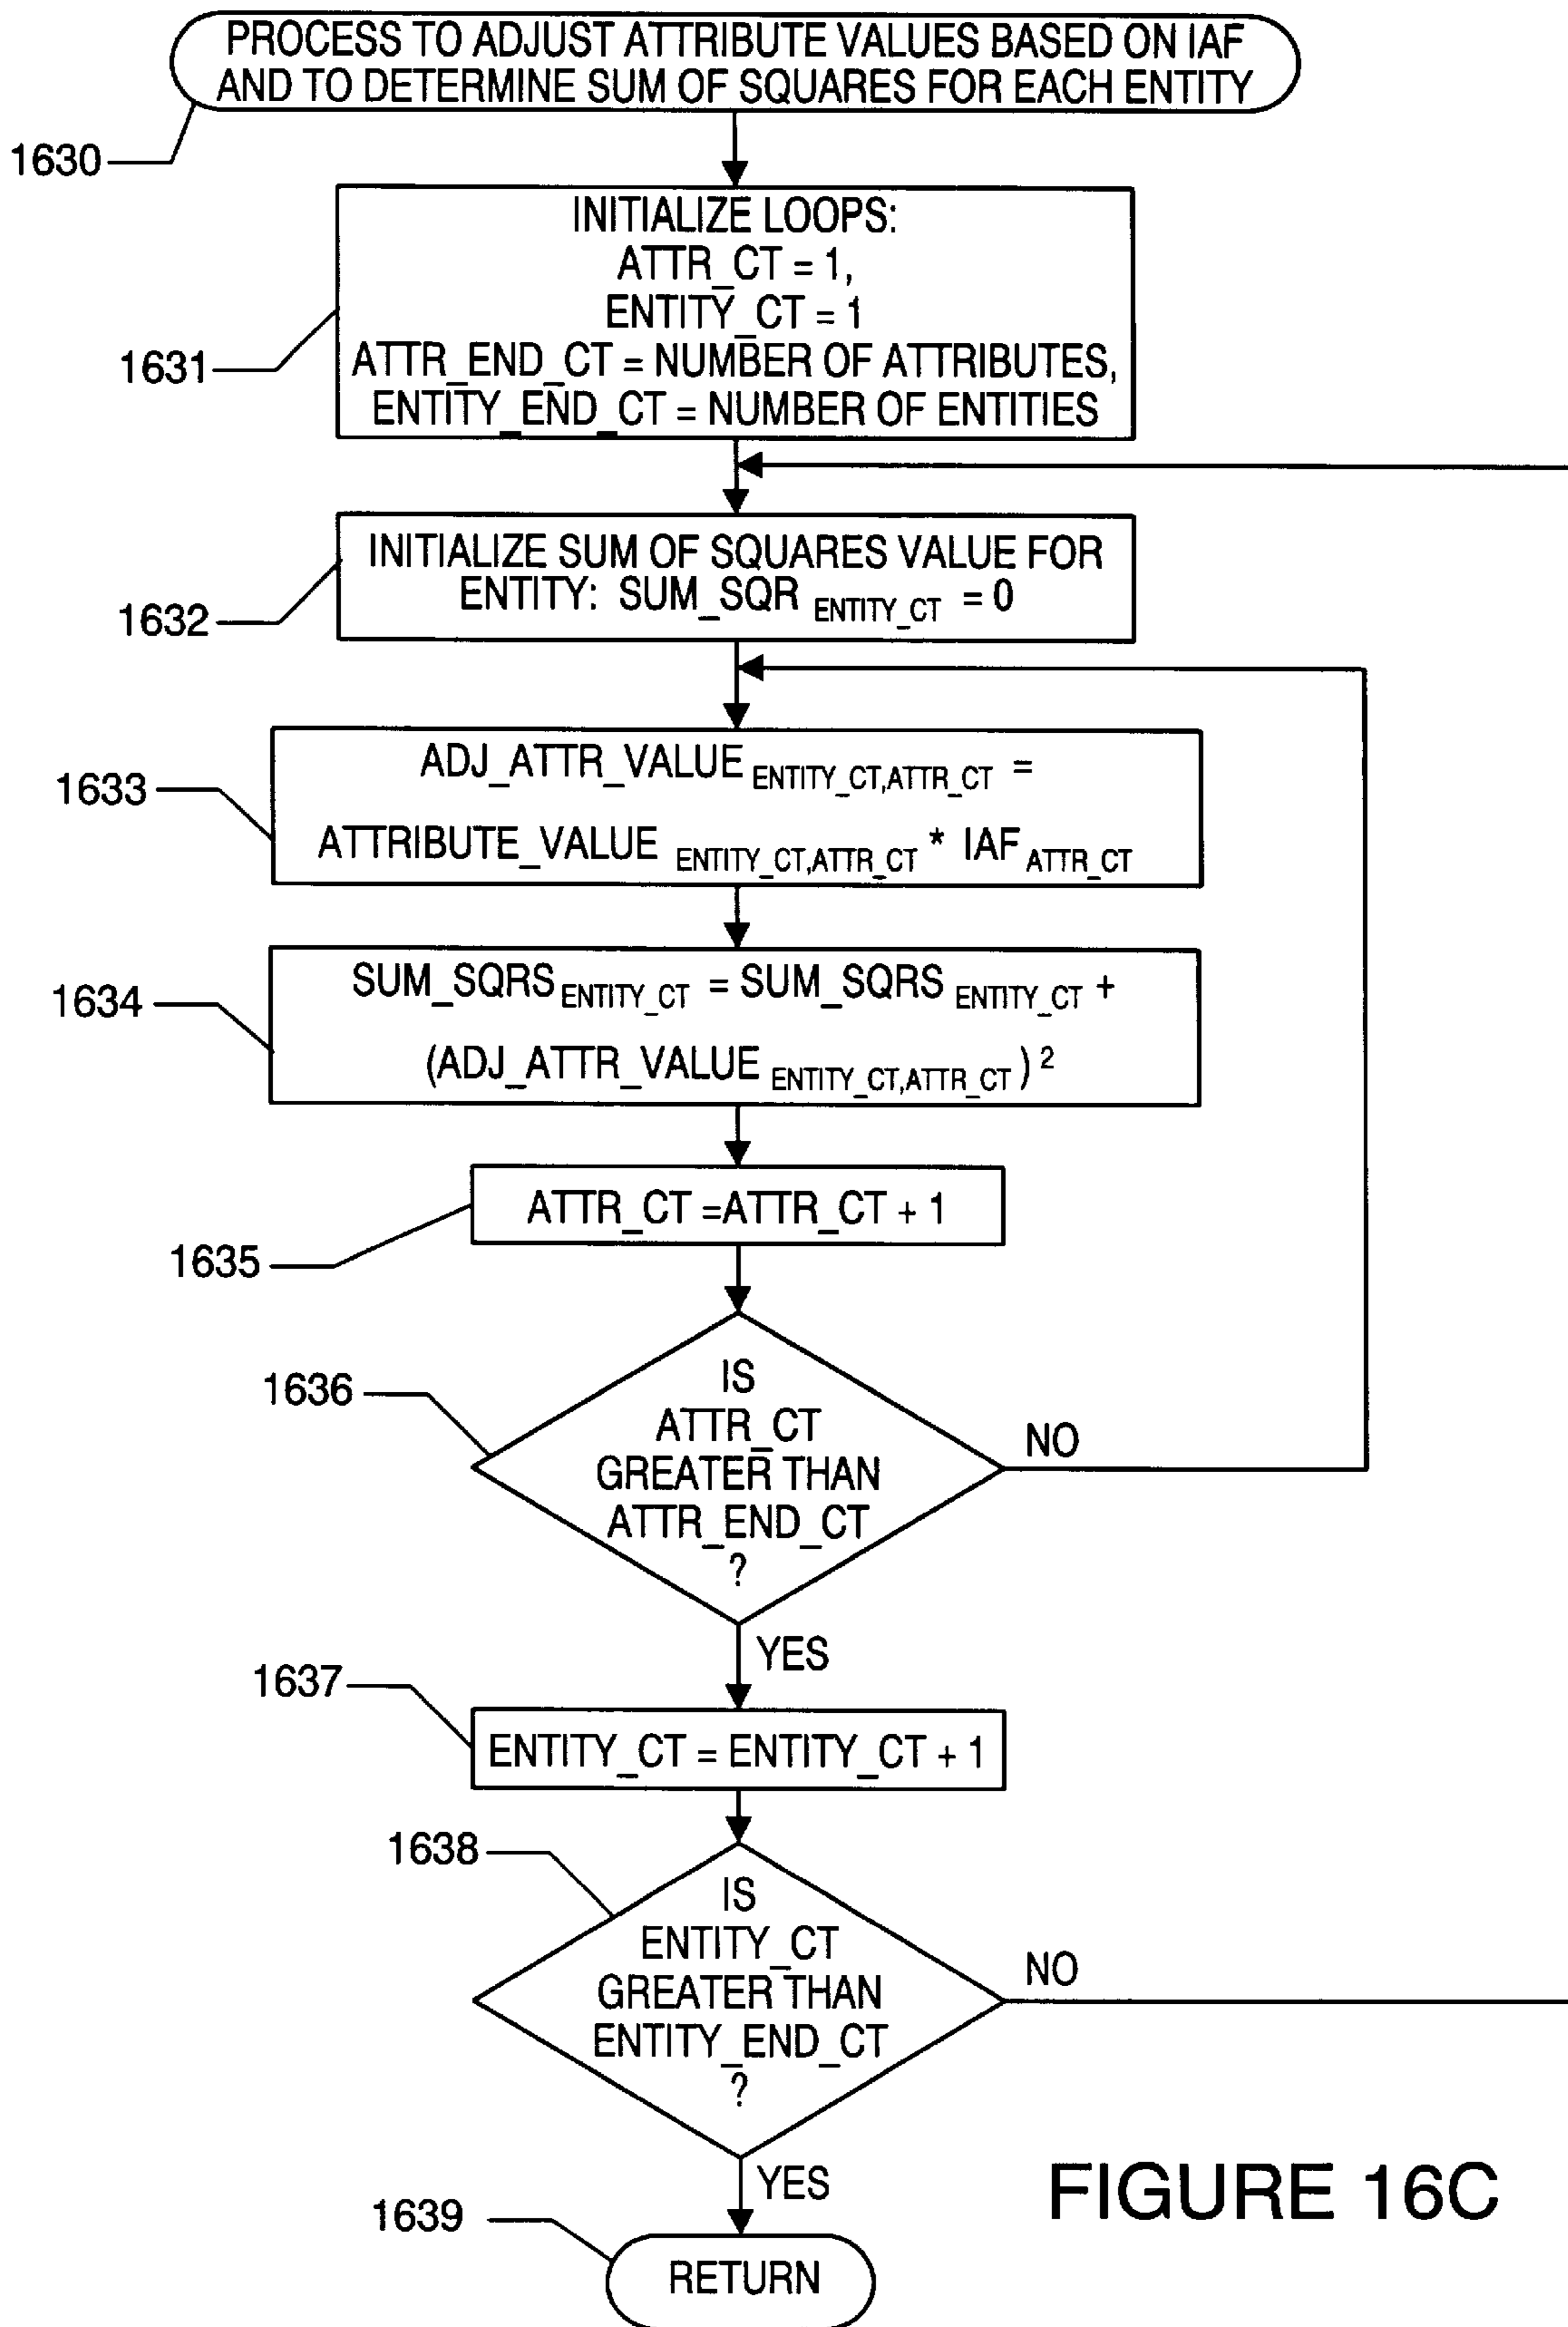 PROCESS TO ADJUST ATTRIBUTE VALUES BASED ON IAF
AND TO DETERMINE SUM OF SQUARES FOR EACH ENTITY
1630
INITIALIZE LOOPS:
ATTR_CT = 1,
ENTITY_CT = 1
ATTR_END_CT = NUMBER OF ATTRIBUTES,
ENTITY_END_CT = NUMBER OF ENTITIES
1631
INITIALIZE SUM OF SQUARES VALUE FOR
ENTITY: SUM_SQR ENTITY_CT = 0
1632
ADJ_ATTR_VALUE ENTITY_CT,ATTR_CT =
ATTRIBUTE_VALUE ENTITY_CT,ATTR_CT * IAF ATTR_CT
1633
SUM_SQRS ENTITY_CT = SUM_SQRS ENTITY_CT +
(ADJ_ATTR_VALUE ENTITY_CT,ATTR_CT ) 2
1634
ATTR_CT =ATTR_CT + 1
1635
IS
ATTR_CT
GREATER THAN
ATTR_END_CT
?
1636
NO
YES
1637
ENTITY_CT = ENTITY_CT + 1
1638
IS
ENTITY_CT
GREATER THAN
ENTITY_END_CT
?
NO
YES
1639
RETURN
FIGURE 16C